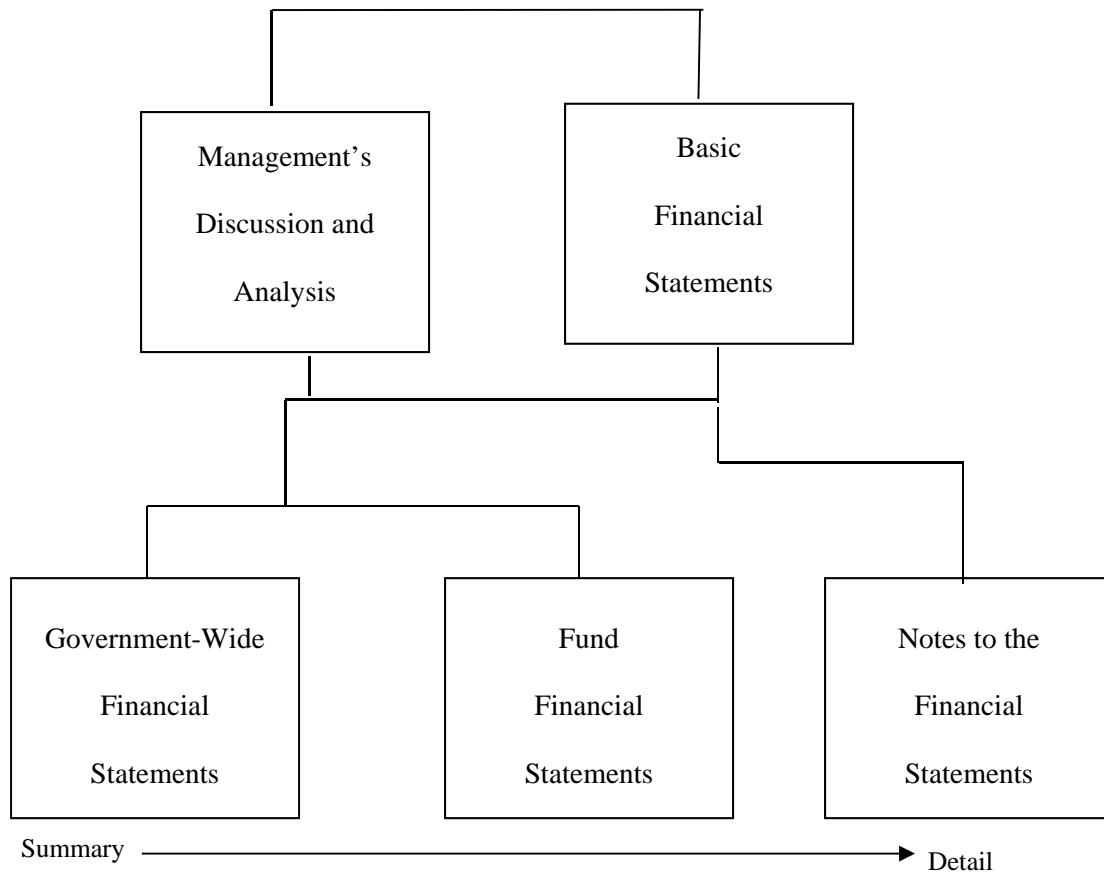 Management’s
Discussion and
Analysis
Basic
Financial
Statements
Government-Wide
Financial
Statements
Fund
Financial
Statements
Notes to the
Financial
Statements
Summary
Detail